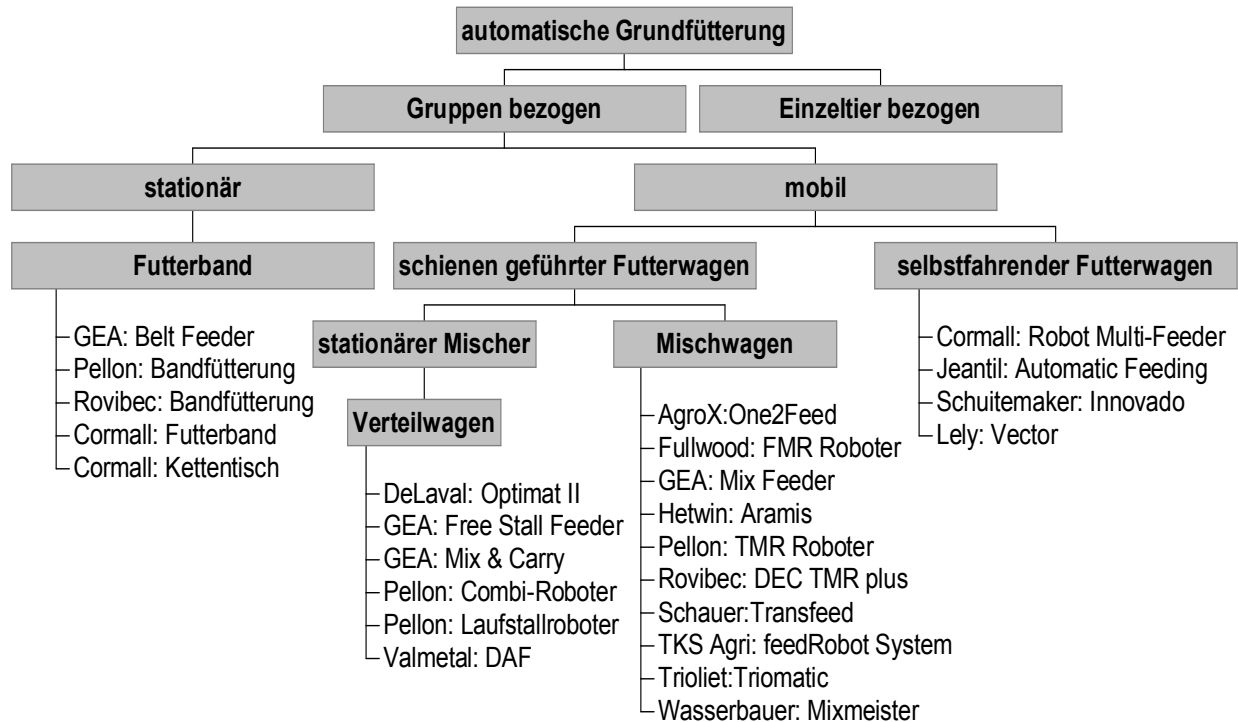 automatische Grundfütterung
Gruppen bezogen
Einzeltier bezogen
stationär
mobil
Futterband
schienen geführter Futterwagen
selbstfahrender Futterwagen
GEA: Belt Feeder
Pellon: Bandfütterung
Rovibec: Bandfütterung
Cormall: Futterband
Cormall: Kettentisch
stationärer Mischer
Verteilwagen
DeLaval: Optimat II
GEA: Free Stall Feeder
GEA: Mix & Carry
Pellon: Combi-Roboter
Pellon: Laufstallroboter
Valmetal: DAF
Mischwagen
AgroX:One2Feed
Fullwood: FMR Roboter
GEA: Mix Feeder
Hetwin: Aramis
Pellon: TMR Roboter
Rovibec: DEC TMR plus
Schauer:Transfeed
TKS Agri: feedRobot System
Trioliet:Triomatic
Wasserbauer: Mixmeister
Cormall: Robot Multi-Feeder
Jeantil: Automatic Feeding
Schuitemaker: Innovado
Lely: Vector